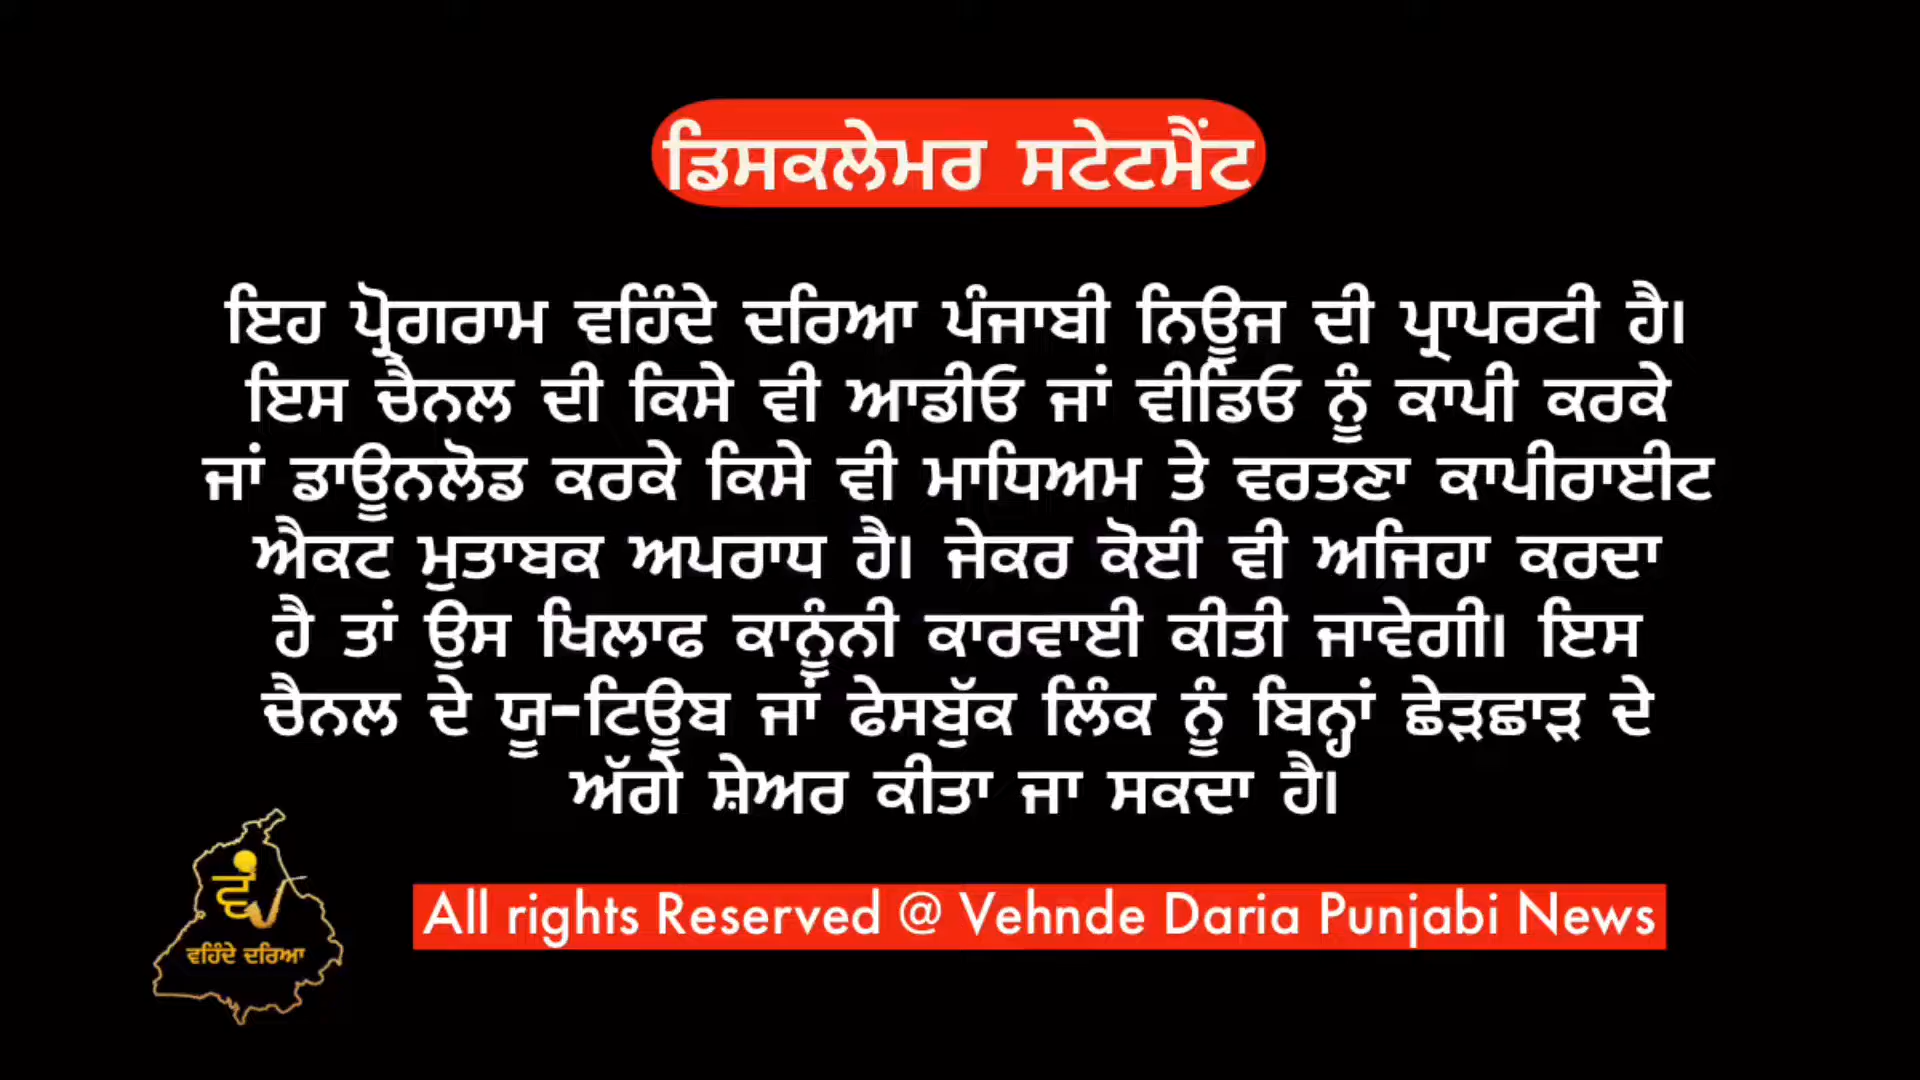 ਡਿਸਕਲੇਮਰ ਸਟੇਟਮੈਂਟ
ਇਹ ਪ੍ਰੋਗਰਾਮ ਵਹਿੰਦੇ ਦਰਿਆ ਪੰਜਾਬੀ ਨਿਊਜ ਦੀ ਪ੍ਰਾਪਰਟੀ ਹੈ।
ਇਸ ਚੈਨਲ ਦੀ ਕਿਸੇ ਵੀ ਆਡੀਓ ਜਾਂ ਵੀਡਿਓ ਨੂੰ ਕਾਪੀ ਕਰਕੇ
ਜਾਂ ਡਾਊਨਲੋਡ ਕਰਕੇ ਕਿਸੇ ਵੀ ਮਾਧਿਅਮ ਤੇ ਵਰਤਣਾ ਕਾਪੀਰਾਈਟ
ਐਕਟ ਮੁਤਾਬਕ ਅਪਰਾਧ ਹੈ। ਜੇਕਰ ਕੋਈ ਵੀ ਅਜਿਹਾ ਕਰਦਾ
ਹੈ ਤਾਂ ਉਸ ਖਿਲਾਫ ਕਾਨੂੰਨੀ ਕਾਰਵਾਈ ਕੀਤੀ ਜਾਵੇਗੀ। ਇਸ
ਚੈਨਲ ਦੇ ਯੂ-ਟਿਊਬ ਜਾਂ ਫੇਸਬੁੱਕ ਲਿੰਕ ਨੂੰ ਬਿਨ੍ਹਾਂ ਛੇੜਛਾੜ ਦੇ
ਅੱਗੇ ਸ਼ੇਅਰ ਕੀਤਾ ਜਾ ਸਕਦਾ ਹੈ।
All rights Reserved @ Vehnde Daria Punjabi News
ਵਹਿੰਦੇ ਦਰਿਆ